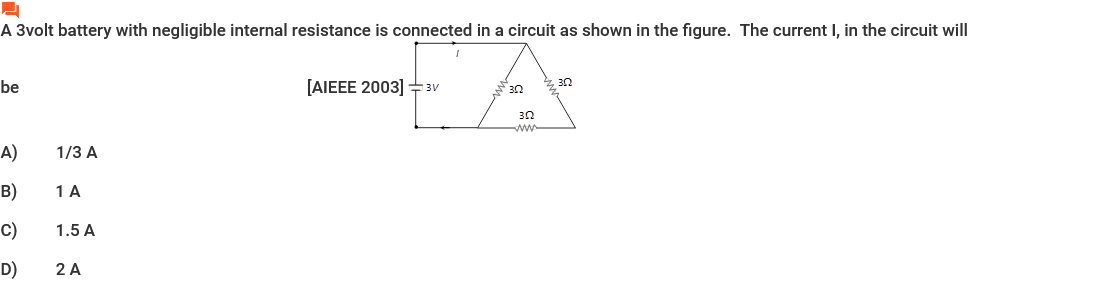 A 3volt battery with negligible internal resistance is connected in a circuit as shown in the figure. The current I, in the circuit will
I
be [AIEEE 2003] 3V 3Ω 3Ω
3Ω
A) 1/3 A
B) 1 A
C) 1.5 A
D) 2 A